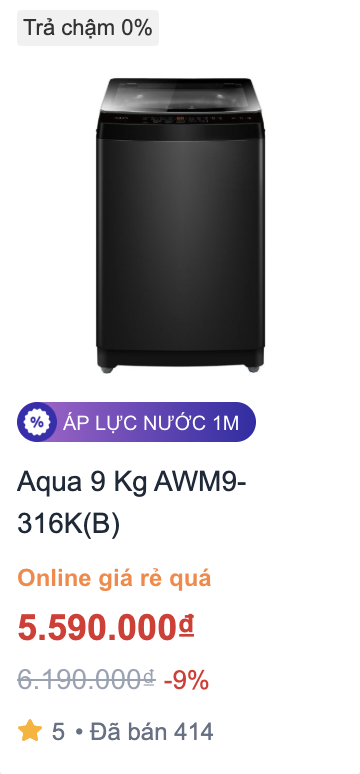 Trả chậm 0%
% ÁP LỰC NƯỚC 1M
Aqua 9 Kg AWM9-
316K(B)
Online giá rẻ quá
5.590.000₫
6.190.000₫ -9%
5 • Đã bán 414